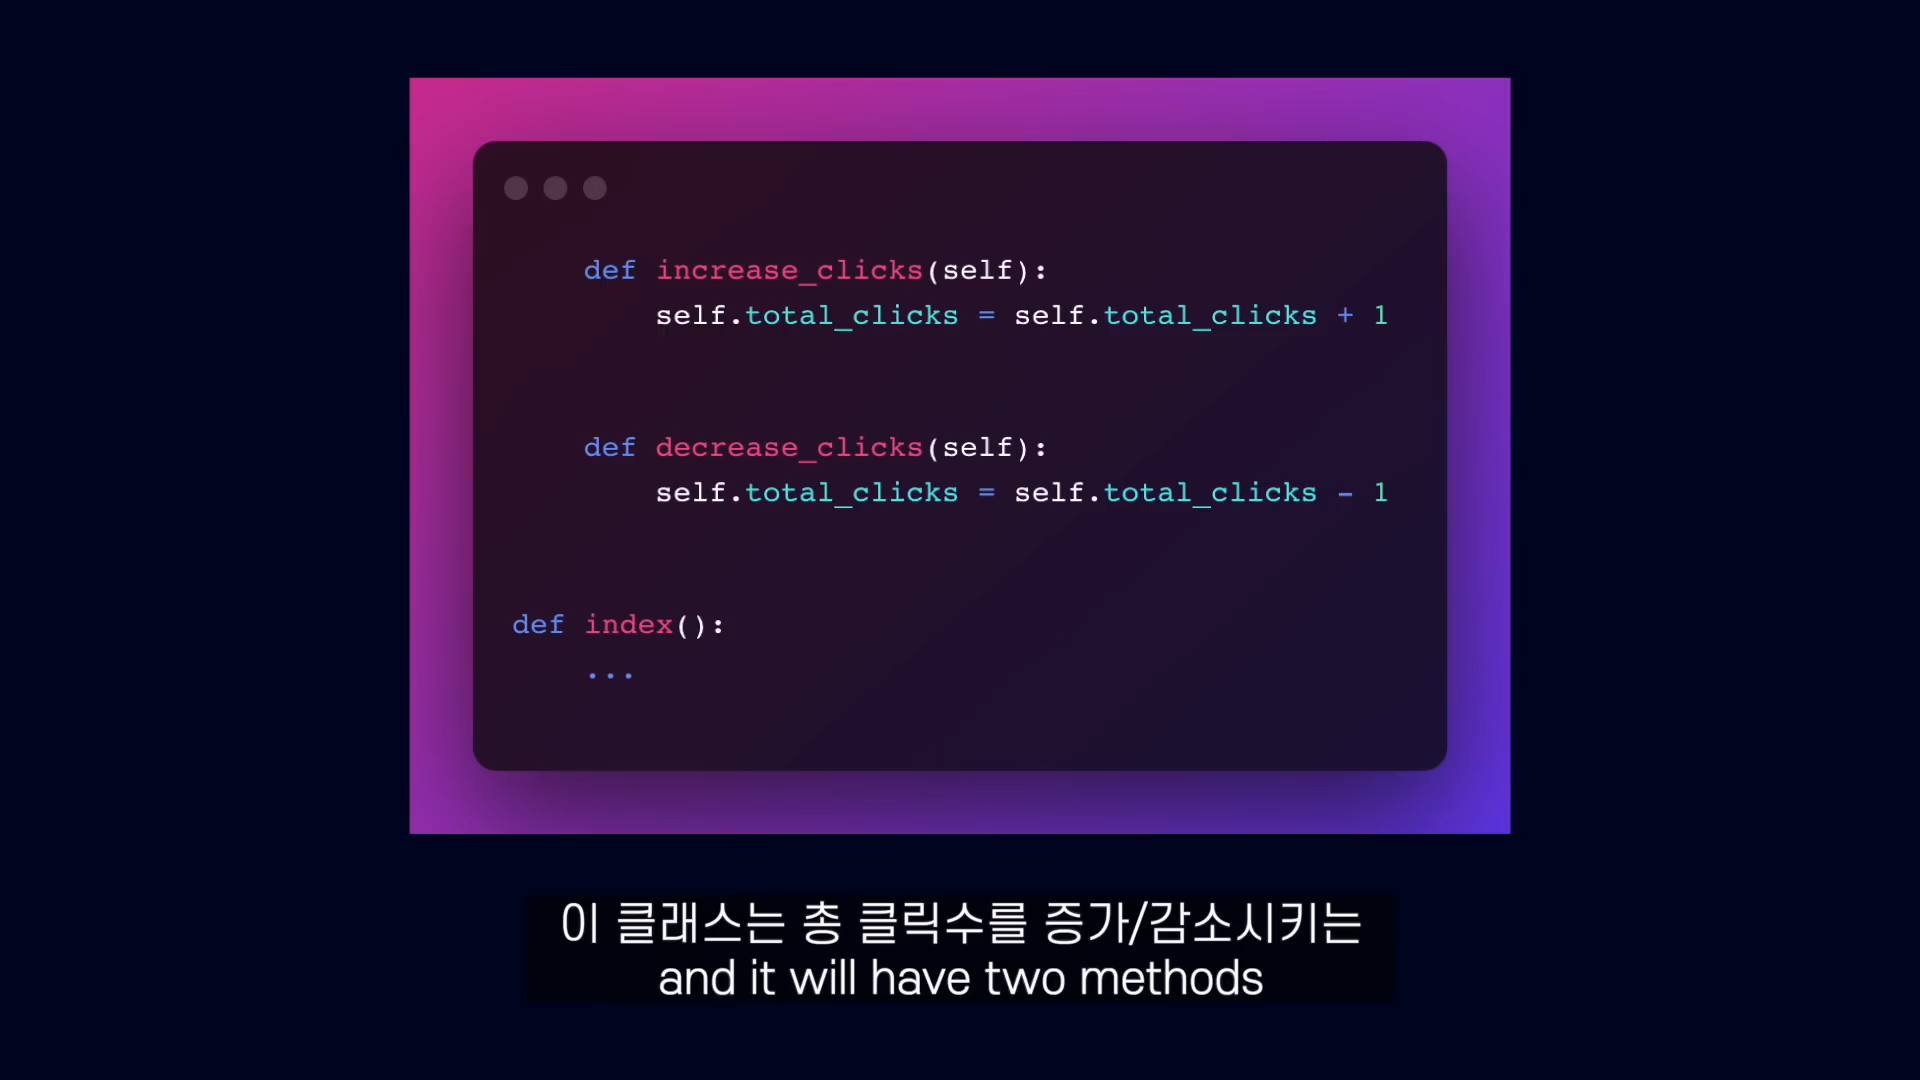 def increase_clicks(self):
self.total_clicks = self.total_clicks + 1
def decrease_clicks(self):
self.total_clicks = self.total_clicks - 1
def index():
...
이 클래스는 총 클릭수를 증가/감소시키는
and it will have two methods